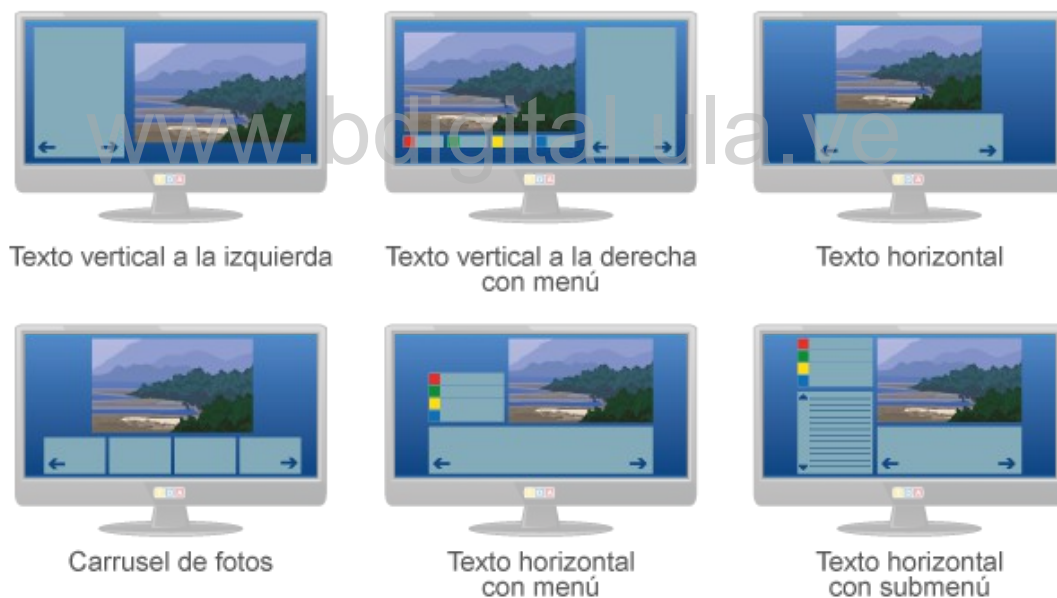 www.bdigital.ula.ve
Texto vertical a la izquierda
Texto vertical a la derecha
con menú
Texto horizontal
Carrusel de fotos
Texto horizontal
con menú
Texto horizontal
con submenú